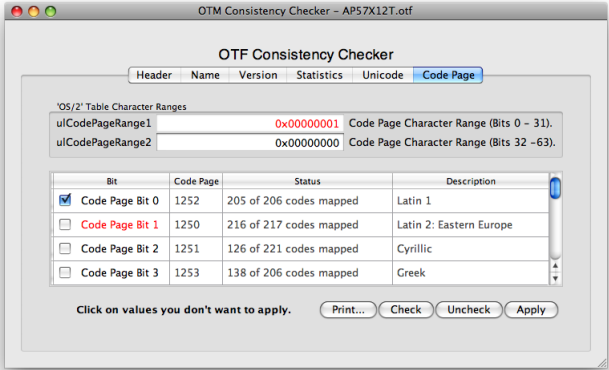 OTM Consistency Checker – AP57X12T.otf
OTF Consistency Checker
Header Name Version Statistics Unicode Code Page
'OS/2' Table Character Ranges
ulCodePageRange1 0x00000001 Code Page Character Range (Bits 0 – 31).
ulCodePageRange2 0x00000000 Code Page Character Range (Bits 32 –63).
Bit Code Page Status Description
Code Page Bit 0 1252 205 of 206 codes mapped Latin 1
Code Page Bit 1 1250 216 of 217 codes mapped Latin 2: Eastern Europe
Code Page Bit 2 1251 126 of 221 codes mapped Cyrillic
Code Page Bit 3 1253 138 of 206 codes mapped Greek
Click on values you don't want to apply. Print... Check Uncheck Apply